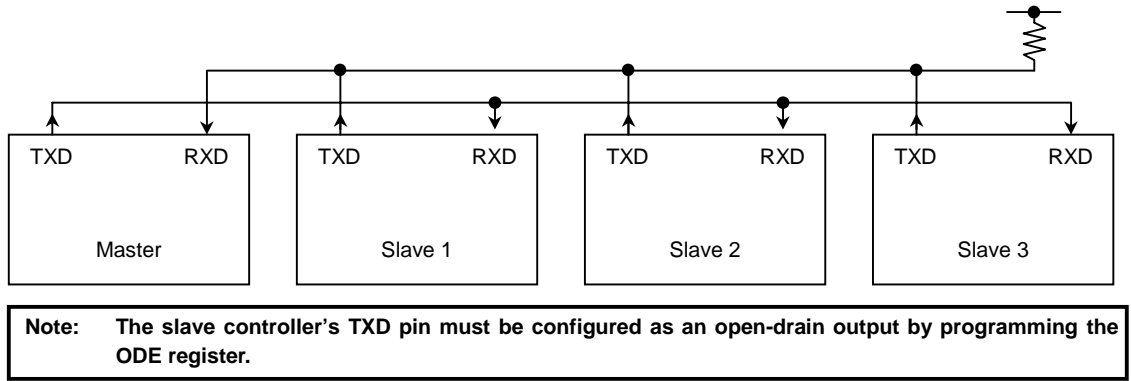 TXD RXD TXD RXD TXD RXD TXD RXD
Master Slave 1 Slave 2 Slave 3
Note: The slave controller's TXD pin must be configured as an open-drain output by programming the
ODE register.